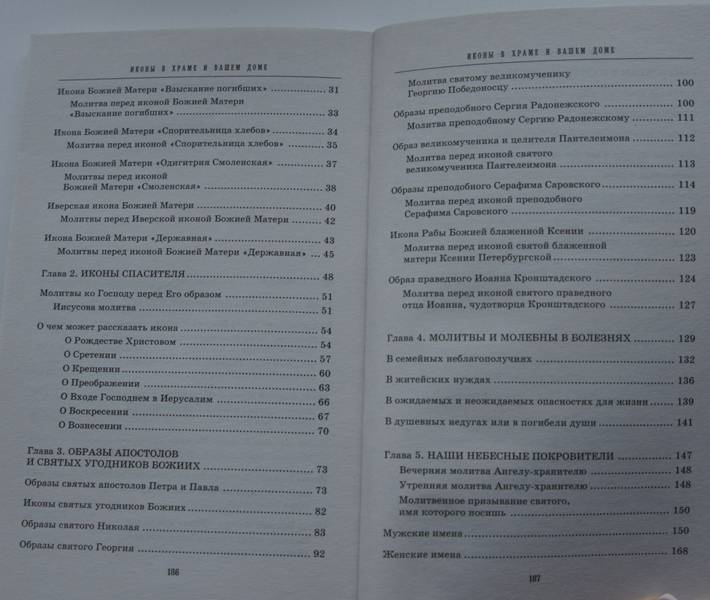 ИКОНЫ В ХРАМЕ И ВАШЕМ ДОМЕ
Икона Божией Матери «Взыскание погибших» 31
Молитва перед иконой Божией Матери
«Взыскание погибших» 33
Икона Божией Матери «Спорительница хлебов» 34
Молитва перед иконой «Спорительница хлебов» 35
Икона Божией Матери «Одигитрия Смоленская» 37
Молитвы перед иконой
Божией Матери «Смоленская» 38
Иверская икона Божией Матери 40
Молитвы перед Иверской иконой Божией Матери 42
Икона Божией Матери «Державная» 43
Молитвы перед иконой Божией Матери «Державная» 45
Глава 2. ИКОНЫ СПАСИТЕЛЯ 48
Молитвы ко Господу перед Его образом 51
Иисусова молитва 51
О чем может рассказать икона 54
О Рождестве Христовом 54
О Сретении 57
О Крещении 60
О Преображении 63
О Входе Господнем в Иерусалим 66
О Воскресении 67
О Вознесении 70
Глава 3. ОБРАЗЫ АПОСТОЛОВ
И СВЯТЫХ УГОДНИКОВ БОЖИИХ 73
Образы святых апостолов Петра и Павла 73
Иконы святых угодников Божиих 82
Образы святого Николая 83
Образы святого Георгия 92
186
ИКОНЫ В ХРАМЕ И ВАШЕМ ДОМЕ
Молитва святому великомученику
Георгию Победоносцу 100
Образы преподобного Сергия Радонежского 100
Молитва преподобному Сергию Радонежскому 111
Образ великомученика и целителя Пантелеимона 112
Молитва перед иконой святого
великомученика Пантелеимона 113
Образы преподобного Серафима Саровского 114
Молитва перед иконой преподобного
Серафима Саровского 119
Икона Рабы Божией блаженной Ксении 120
Молитва перед иконой святой блаженной
матери Ксении Петербургской 123
Образ праведного Иоанна Кронштадского 124
Молитва перед иконой святого праведного
отца Иоанна, чудотворца Кронштадского 127
Глава 4. МОЛИТВЫ И МОЛЕБНЫ В БОЛЕЗНЯХ 129
В семейных неблагополучиях 132
В житейских нуждах 136
В ожидаемых и неожидаемых опасностях для жизни 139
В душевных недугах или в погибели души 141
Глава 5. НАШИ НЕБЕСНЫЕ ПОКРОВИТЕЛИ 147
Вечерняя молитва Ангелу-хранителю 148
Утренняя молитва Ангелу-хранителю 148
Молитвенное призывание святого,
имя которого носишь 150
Мужские имена 150
Женские имена 168
187